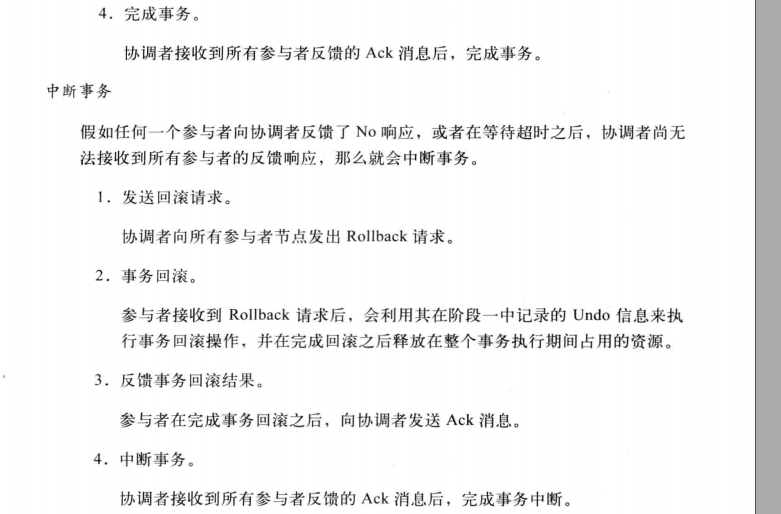 4．完成事务。
协调者接收到所有参与者反馈的 Ack 消息后，完成事务。
中断事务
假如任何一个参与者向协调者反馈了 No 响应，或者在等待超时之后，协调者尚无
法接收到所有参与者的反馈响应，那么就会中断事务。
1．发送回滚请求。
协调者向所有参与者节点发出 Rollback 请求。
2．事务回滚。
参与者接收到 Rollback 请求后，会利用其在阶段一中记录的 Undo 信息来执
行事务回滚操作，并在完成回滚之后释放在整个事务执行期间占用的资源。
3．反馈事务回滚结果。
参与者在完成事务回滚之后，向协调者发送 Ack 消息。
4．中断事务。
协调者接收到所有参与者反馈的 Ack 消息后，完成事务中断。